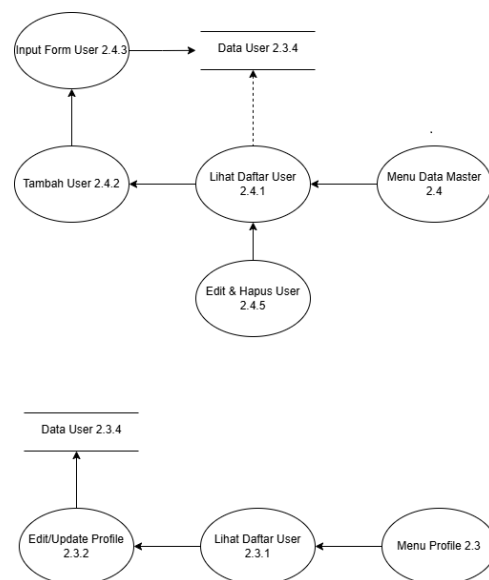 Input Form User 2.4.3
Data User 2.3.4
Tambah User 2.4.2
Lihat Daftar User
2.4.1
Menu Data Master
2.4
Edit & Hapus User
2.4.5
Data User 2.3.4
Edit/Update Profile
2.3.2
Lihat Daftar User
2.3.1
Menu Profile 2.3